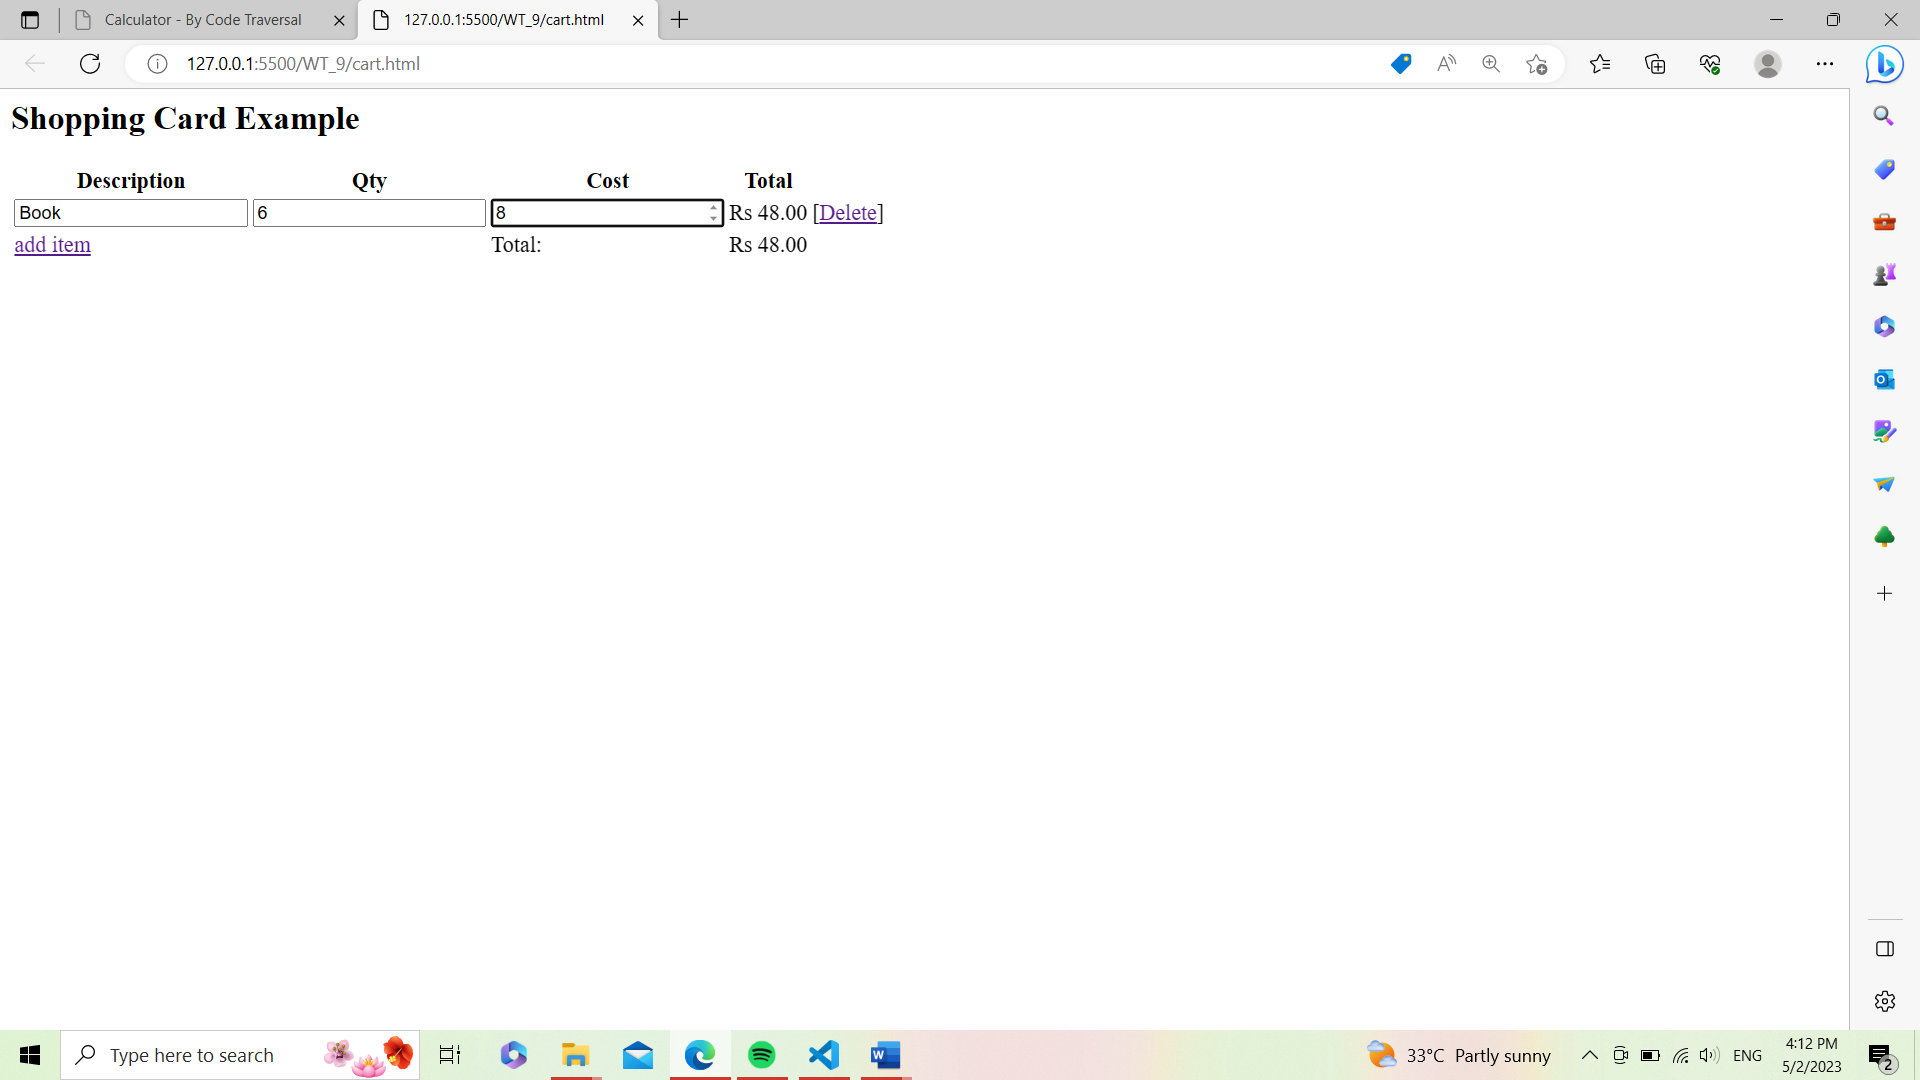 Calculator - By Code Traversal
127.0.0.1:5500/WT_9/cart.html
127.0.0.1:5500/WT_9/cart.html
Shopping Card Example
Description Qty Cost Total
Book 6 8 Rs 48.00 [Delete]
add item Total: Rs 48.00
Type here to search
33°C Partly sunny
ENG
4:12 PM
5/2/2023
2